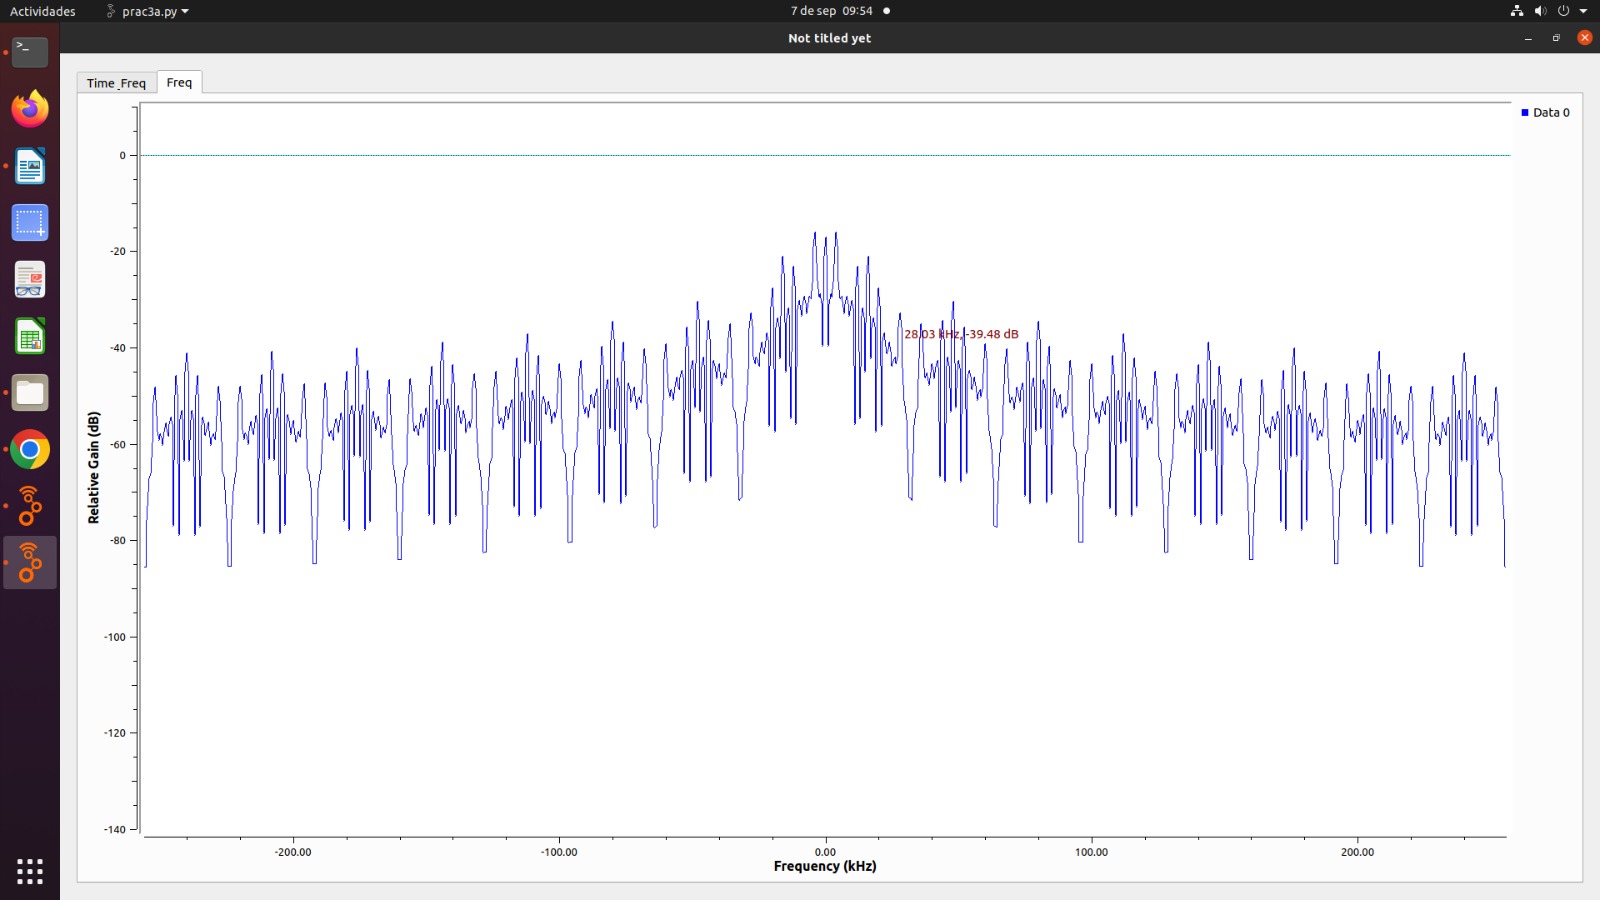 Actividades
prac3a.py
7 de sep 09:54
Not titled yet
Time_Freq
Freq
Data 0
0
-20
-40
-60
-80
-100
-120
-140
Relative Gain (dB)
28.03 kHz, -39.48 dB
-200.00
-100.00
0.00
100.00
200.00
Frequency (kHz)